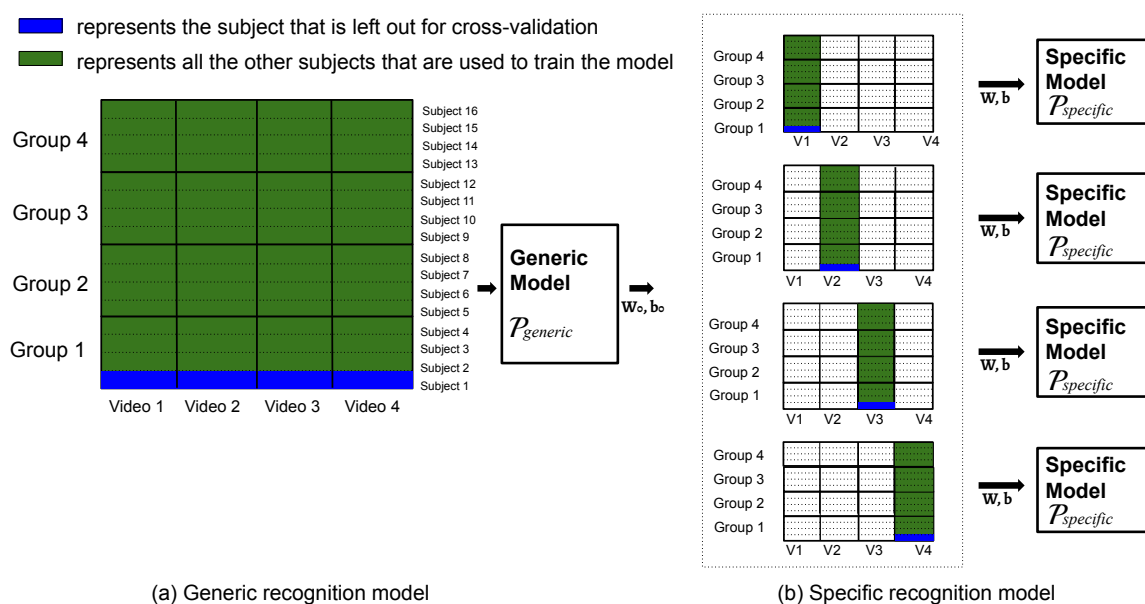 represents the subject that is left out for cross-validation
represents all the other subjects that are used to train the model
Group 4
Group 3
Group 2
Group 1
Subject 16
Subject 15
Subject 14
Subject 13
Subject 12
Subject 11
Subject 10
Subject 9
Subject 8
Subject 7
Subject 6
Subject 5
Subject 4
Subject 3
Subject 2
Subject 1
Video 1 Video 2 Video 3 Video 4
Generic
Model
𝒫generic
W₀, b₀
(a) Generic recognition model
Group 4
Group 3
Group 2
Group 1
V1 V2 V3 V4
W, b
Specific
Model
𝒫specific
Group 4
Group 3
Group 2
Group 1
V1 V2 V3 V4
W, b
Specific
Model
𝒫specific
Group 4
Group 3
Group 2
Group 1
V1 V2 V3 V4
W, b
Specific
Model
𝒫specific
Group 4
Group 3
Group 2
Group 1
V1 V2 V3 V4
W, b
Specific
Model
𝒫specific
(b) Specific recognition model